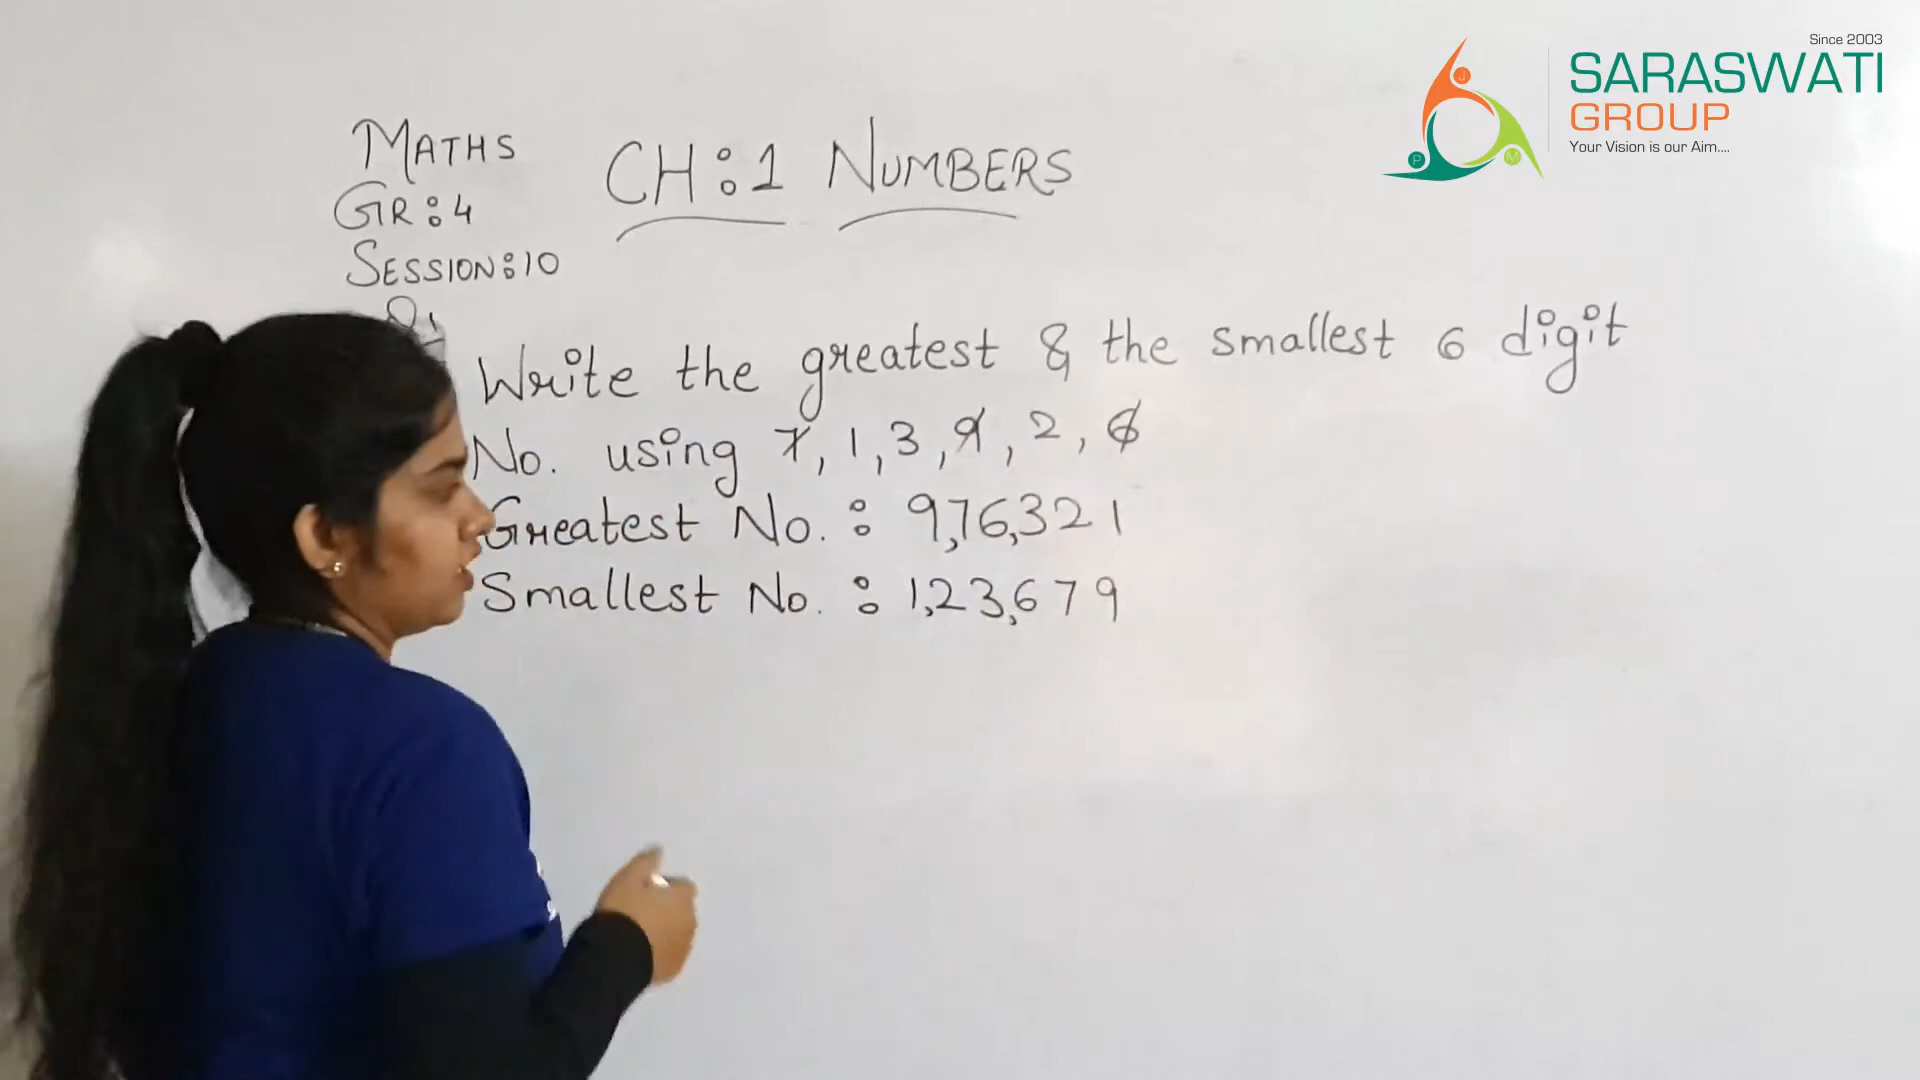 Since 2003
SARASWATI
GROUP
Your Vision is our Aim....
J
P
M
MATHS
GR:4
SESSION:10
CH:1 NUMBERS
Write the greatest & the smallest 6 digit
No. using 7, 1, 3, 9, 2, 6
Greatest No. : 9,76,321
Smallest No. : 1,23,679